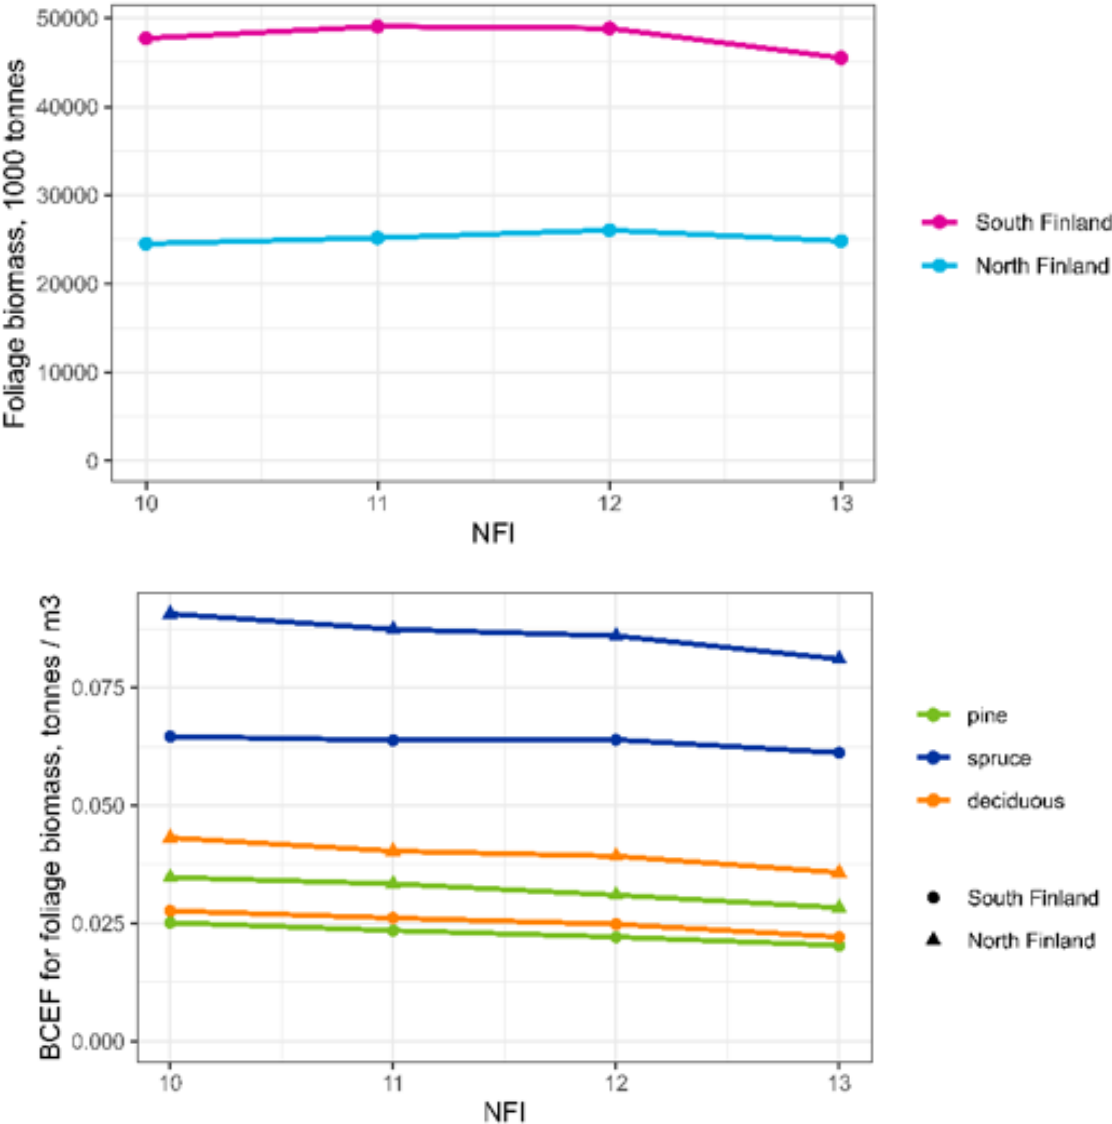 Foliage biomass, 1000 tonnes
50000
40000
30000
20000
10000
0
10 11 12 13
NFI
South Finland
North Finland
BCEF for foliage biomass, tonnes / m3
0.075
0.050
0.025
0.000
10 11 12 13
NFI
pine
spruce
deciduous
South Finland
North Finland